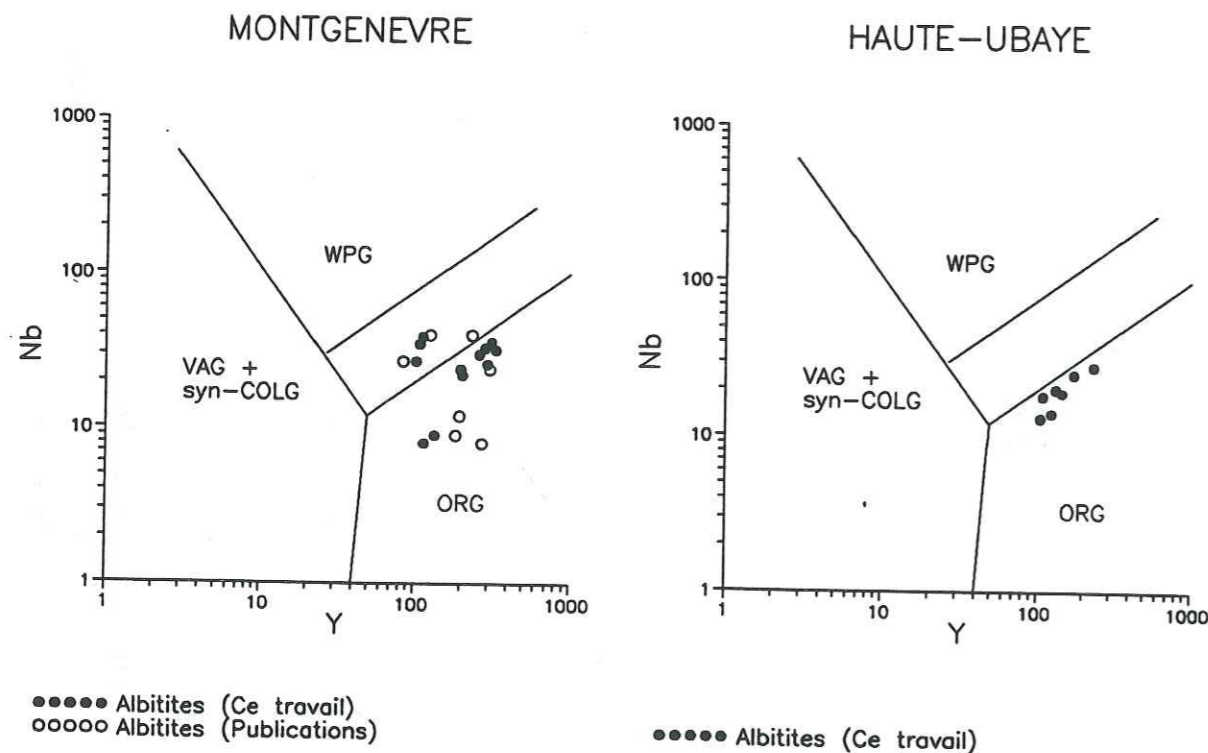 MONTGENEVRE
1000
100
10
1
Nb
WPG
VAG +
syn-COLG
ORG
1
10
100
1000
Y
Albitites (Ce travail)
Albitites (Publications)
HAUTE-UBAYE
1000
100
10
1
WPG
VAG +
syn-COLG
ORG
1
10
100
1000
Y
Albitites (Ce travail)